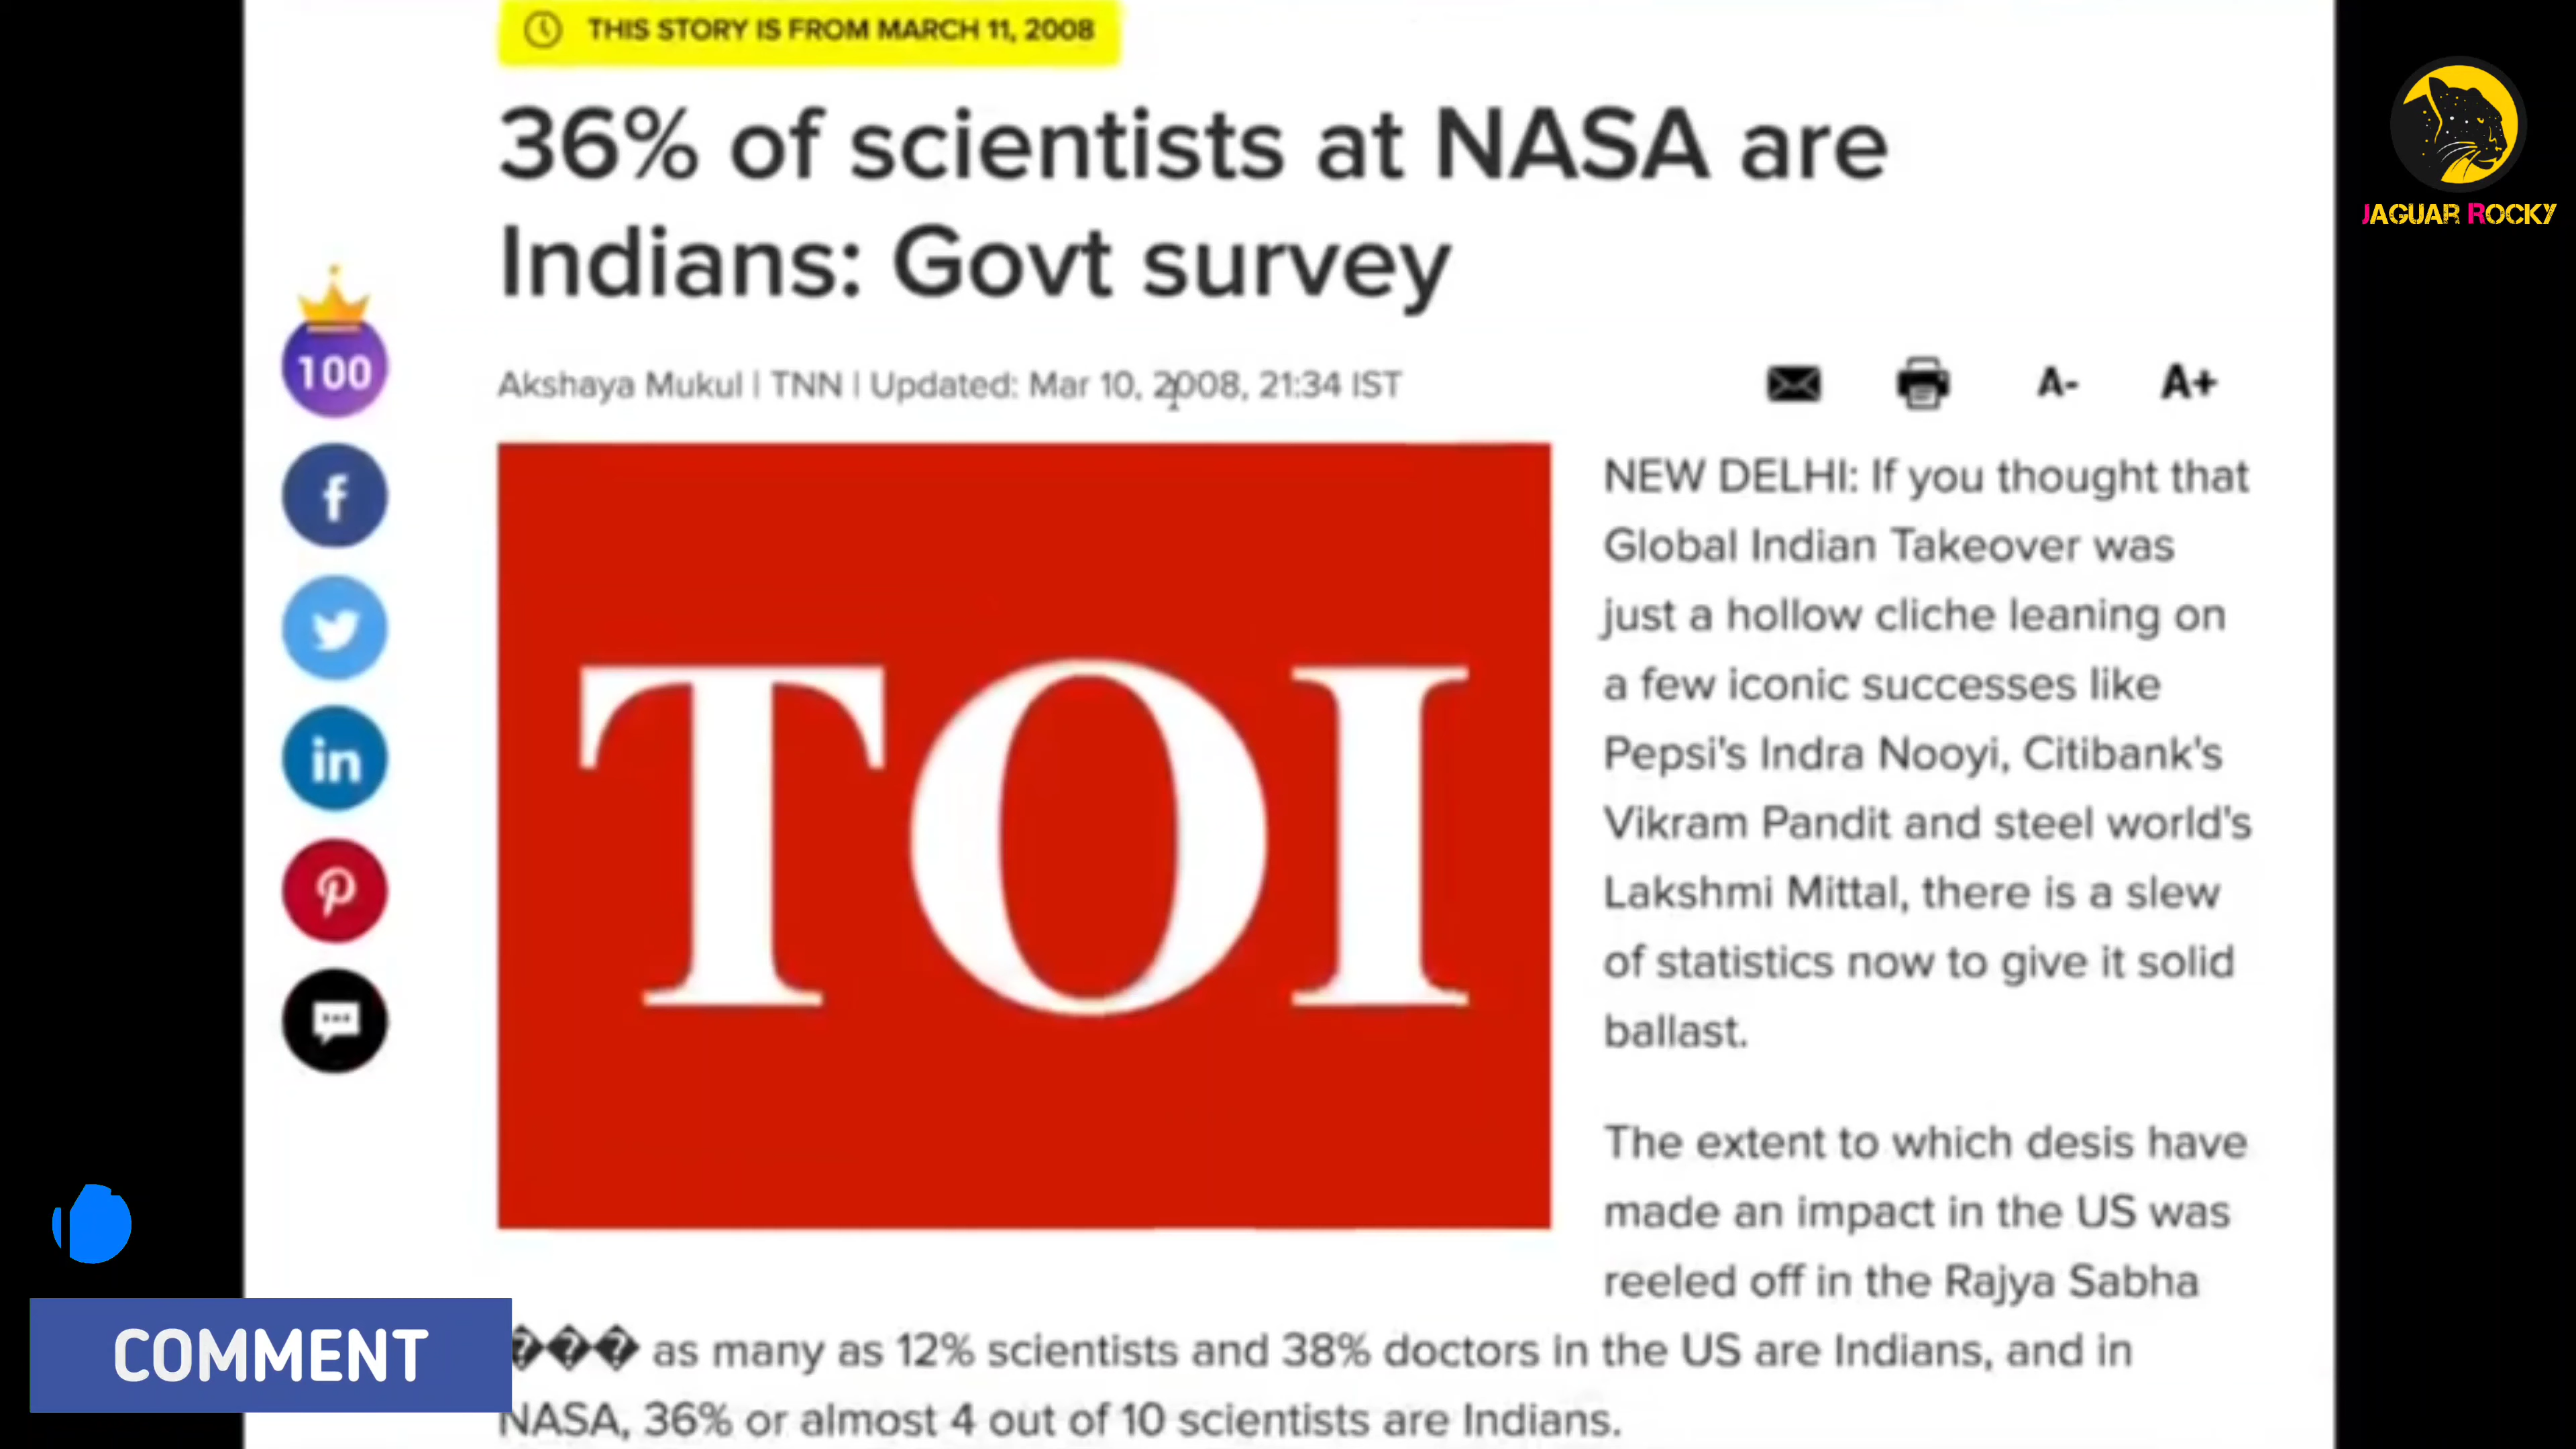 THIS STORY IS FROM MARCH 11, 2008
36% of scientists at NASA are
Indians: Govt survey
JAGUAR ROCKY
100
Akshaya Mukul | TNN | Updated: Mar 10, 2008, 21:34 IST
A-
A+
f
in
TOI
NEW DELHI: If you thought that
Global Indian Takeover was
just a hollow cliche leaning on
a few iconic successes like
Pepsi's Indra Nooyi, Citibank's
Vikram Pandit and steel world's
Lakshmi Mittal, there is a slew
of statistics now to give it solid
ballast.
The extent to which desis have
made an impact in the US was
reeled off in the Rajya Sabha
��� as many as 12% scientists and 38% doctors in the US are Indians, and in
NASA, 36% or almost 4 out of 10 scientists are Indians.
COMMENT